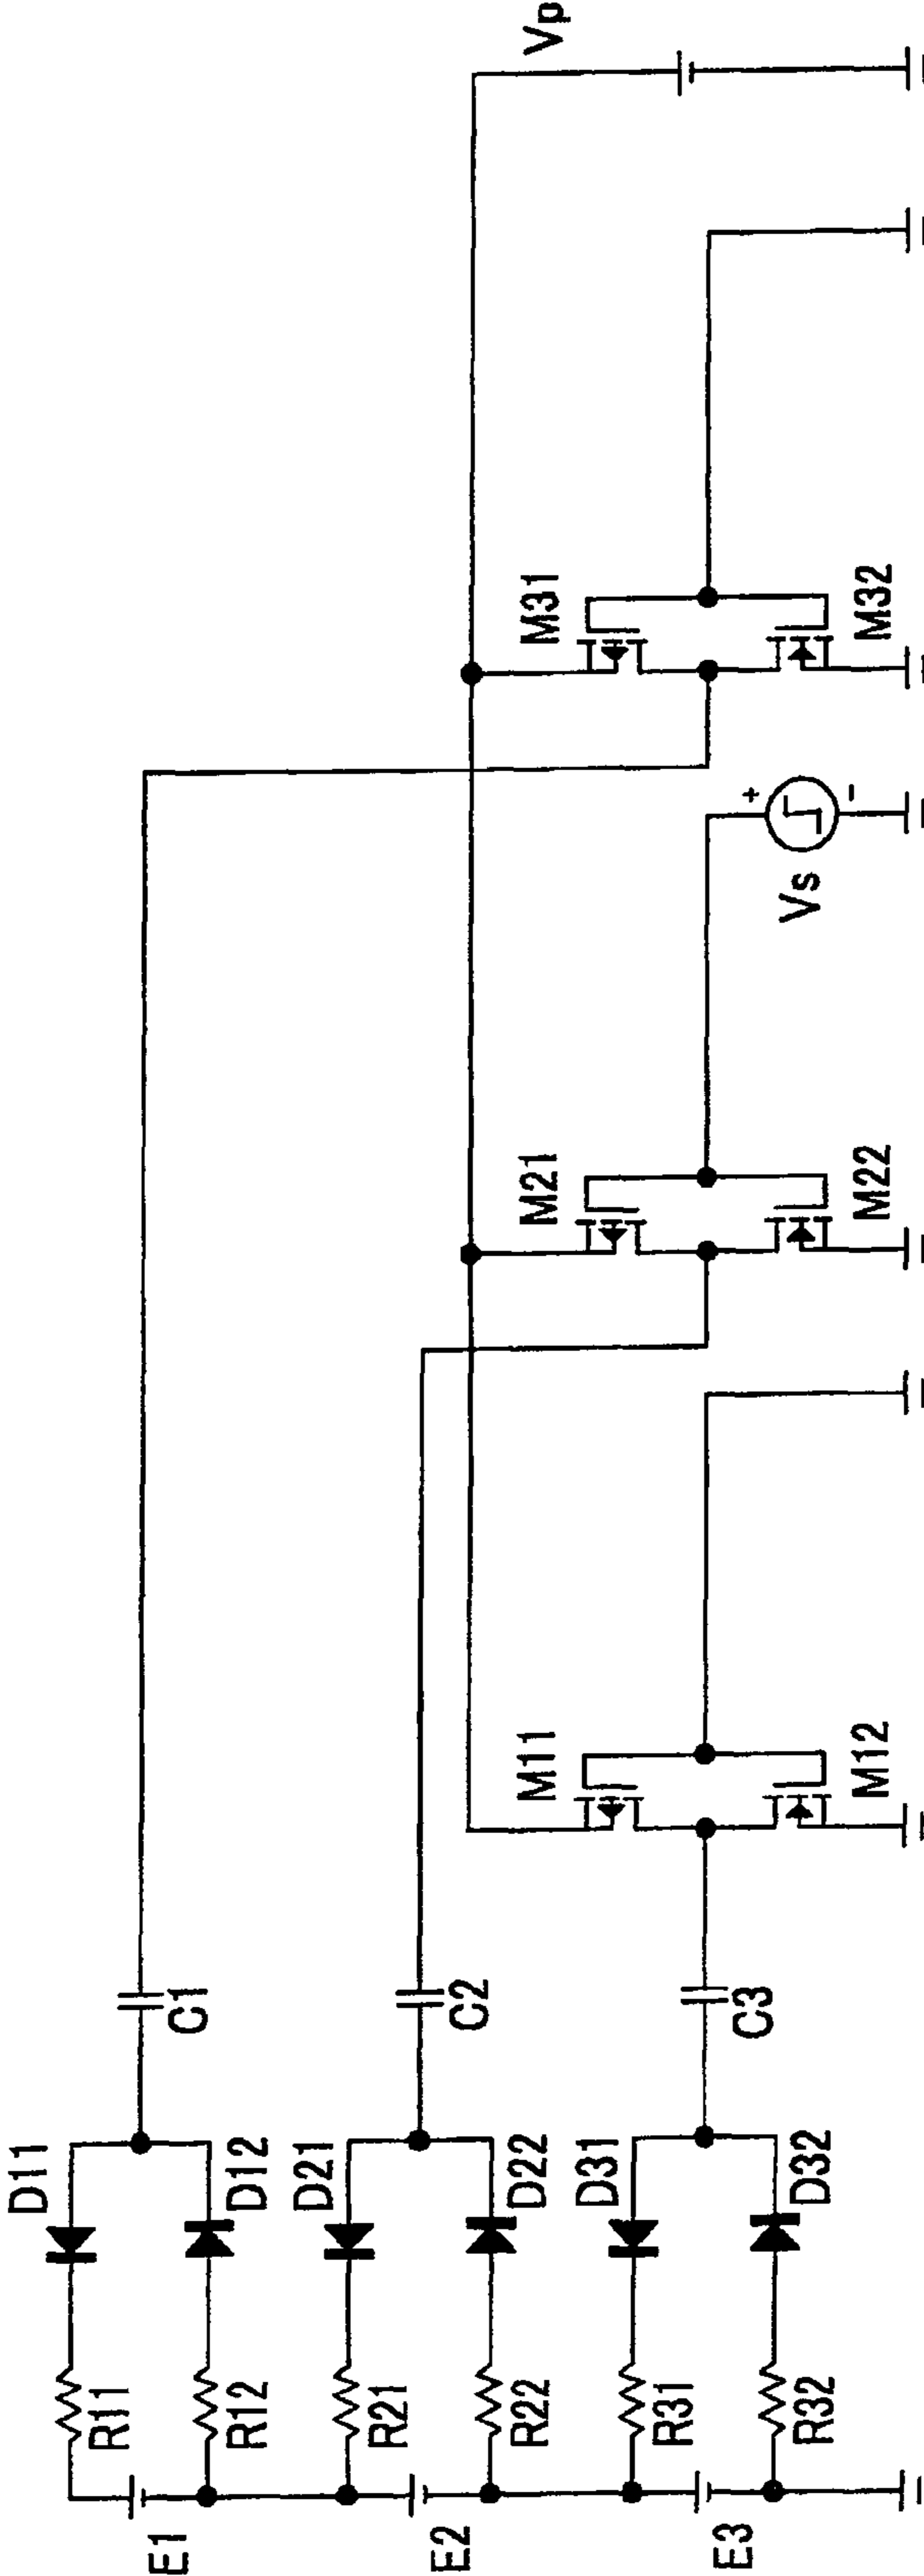 Vp
M31
M32
+
-
Vs
M21
M22
M11
M12
C1
C2
C3
D11
D12
D21
D22
D31
D32
R11
R12
R21
R22
R31
R32
E1
E2
E3